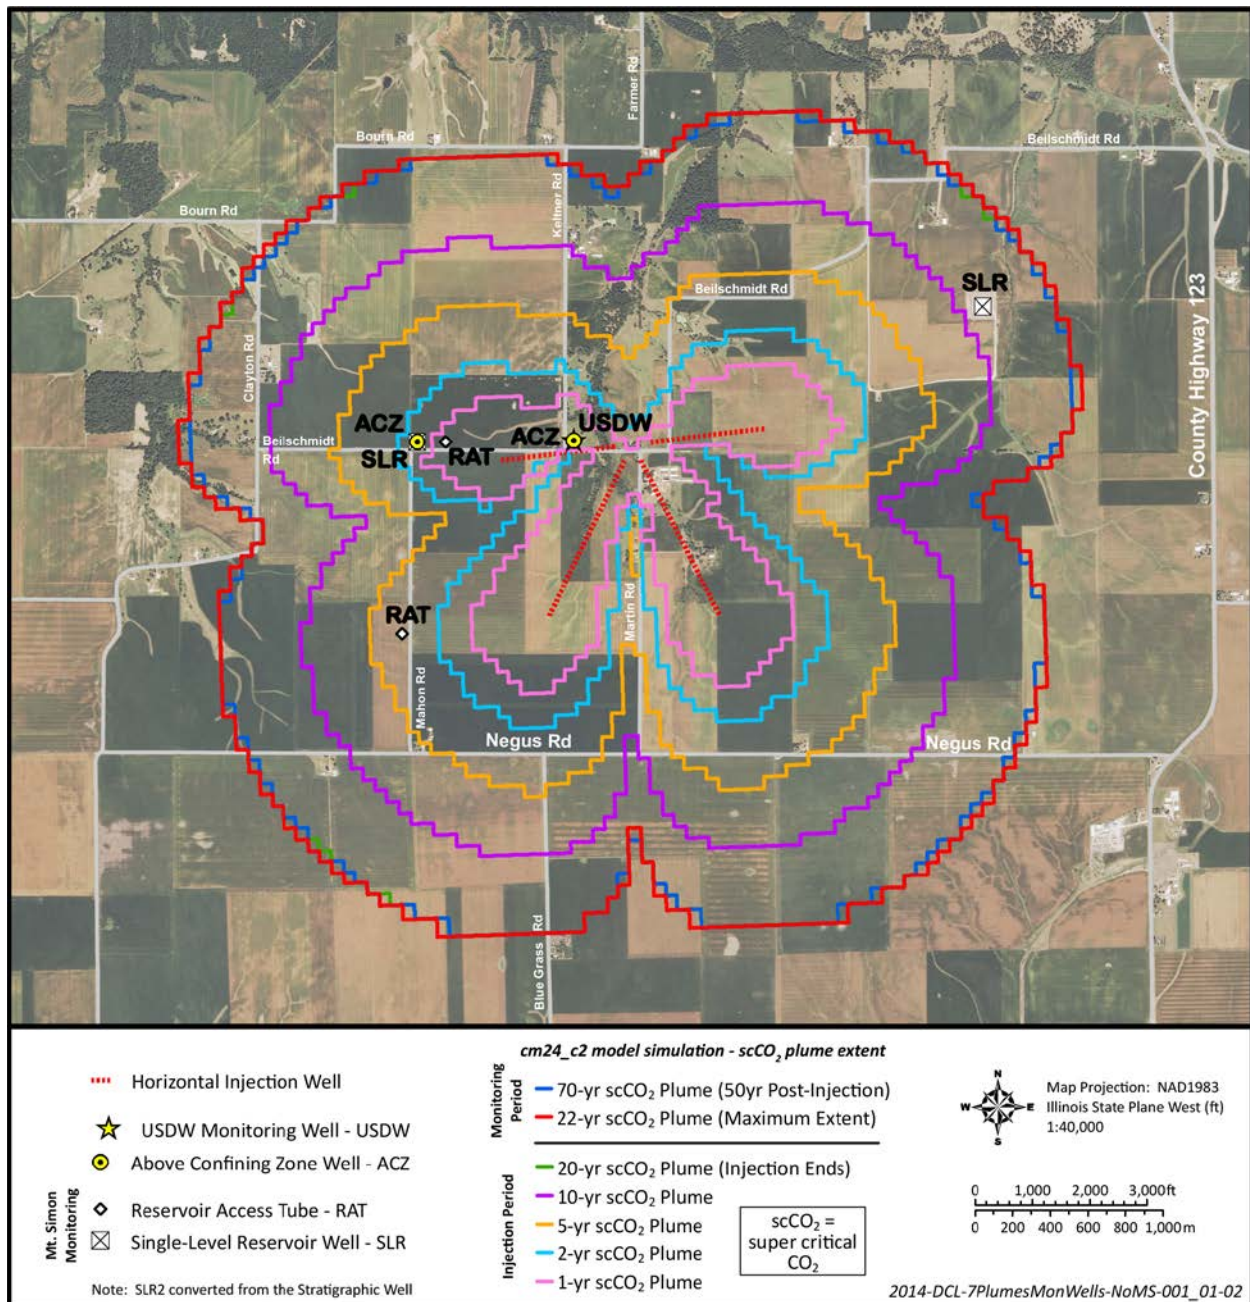 Farmer Rd
Bourn Rd
Beilschmidt Rd
Bourn Rd
Keltner Rd
SLR
Beilschmidt Rd
County Highway 123
Clayton Rd
ACZ
ACZ
USDW
Beilschmidt
Rd
SLR
RAT
RAT
Martin Rd
Mahon Rd
Negus Rd
Negus Rd
Blue Grass Rd
Horizontal Injection Well
USDW Monitoring Well - USDW
Above Confining Zone Well - ACZ
Mt. Simon
Monitoring
Reservoir Access Tube - RAT
Single-Level Reservoir Well - SLR
Note: SLR2 converted from the Stratigraphic Well
cm24_c2 model simulation - scCO2 plume extent
Monitoring
Period
70-yr scCO2 Plume (50yr Post-Injection)
22-yr scCO2 Plume (Maximum Extent)
Injection Period
20-yr scCO2 Plume (Injection Ends)
10-yr scCO2 Plume
5-yr scCO2 Plume
2-yr scCO2 Plume
1-yr scCO2 Plume
scCO2 =
super critical
CO2
N
W E
S
Map Projection: NAD1983
Illinois State Plane West (ft)
1:40,000
0 1,000 2,000 3,000 ft
0 200 400 600 800 1,000 m
2014-DCL-7PlumesMonWells-NoMS-001_01-02